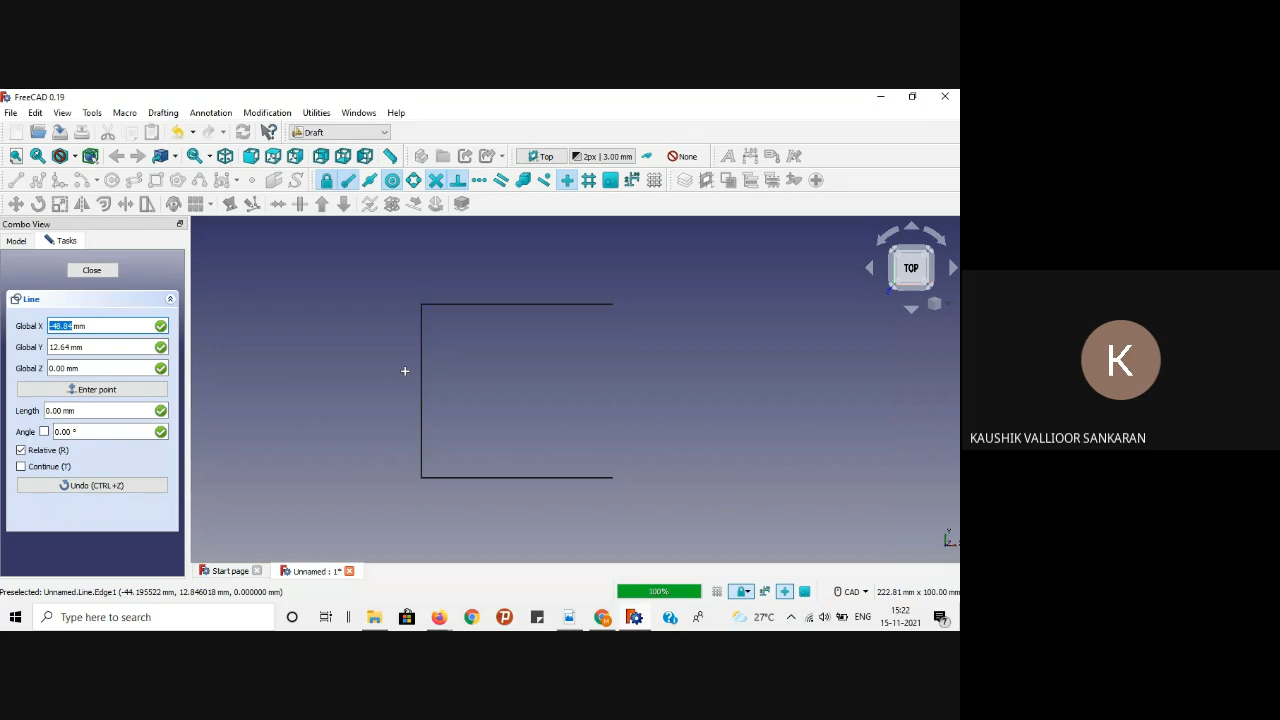 FreeCAD 0.19
File Edit View Tools Macro Drafting Annotation Modification Utilities Windows Help
Draft
Top 2px | 3.00 mm None
Combo View
Model Tasks
Close
Line
Global X -48.84 mm
Global Y 12.64 mm
Global Z 0.00 mm
Enter point
Length 0.00 mm
Angle 0.00 °
Relative (R)
Continue (T)
Undo (CTRL+Z)
TOP
Y
K
KAUSHIK VALLIOOR SANKARAN
Start page Unnamed : 1*
Preselected: Unnamed.Line.Edge1 (-44.195522 mm, 12.846018 mm, 0.000000 mm) 100% CAD 222.81 mm x 100.00 mm
Type here to search 27°C ENG 15:22
15-11-2021